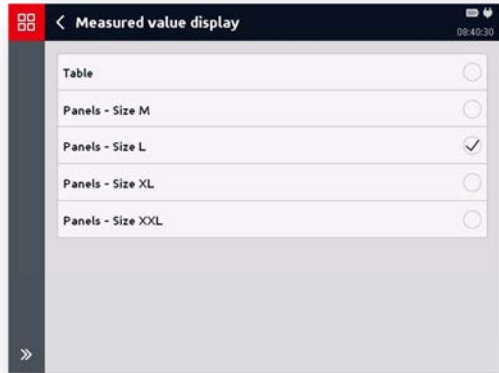 Measured value display
08:40:30
Table
Panels - Size M
Panels - Size L
Panels - Size XL
Panels - Size XXL